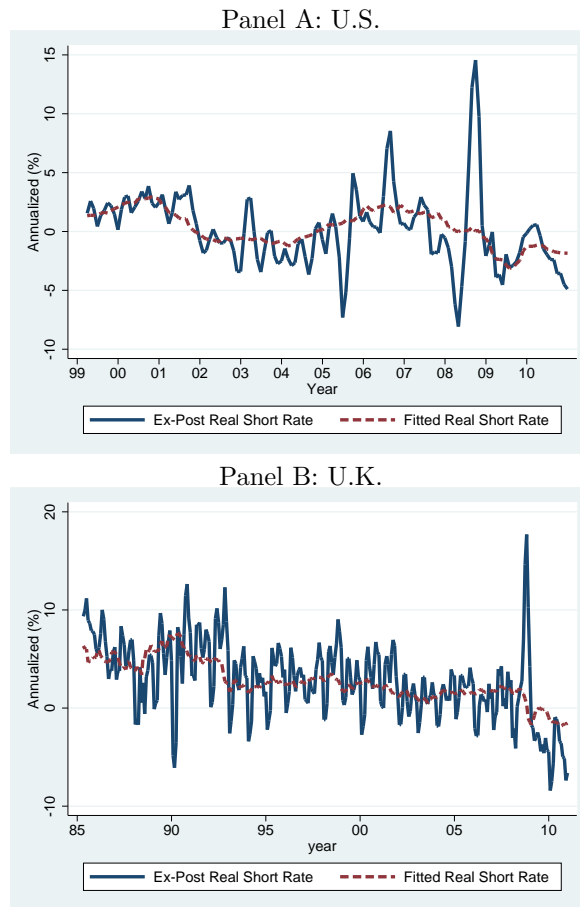 Panel A: U.S.
15
10
5
0
-5
-10
Annualized (%)
99 00 01 02 03 04 05 06 07 08 09 10
Year
Ex-Post Real Short Rate Fitted Real Short Rate
Panel B: U.K.
20
10
0
-10
Annualized (%)
85 90 95 00 05 10
year
Ex-Post Real Short Rate Fitted Real Short Rate